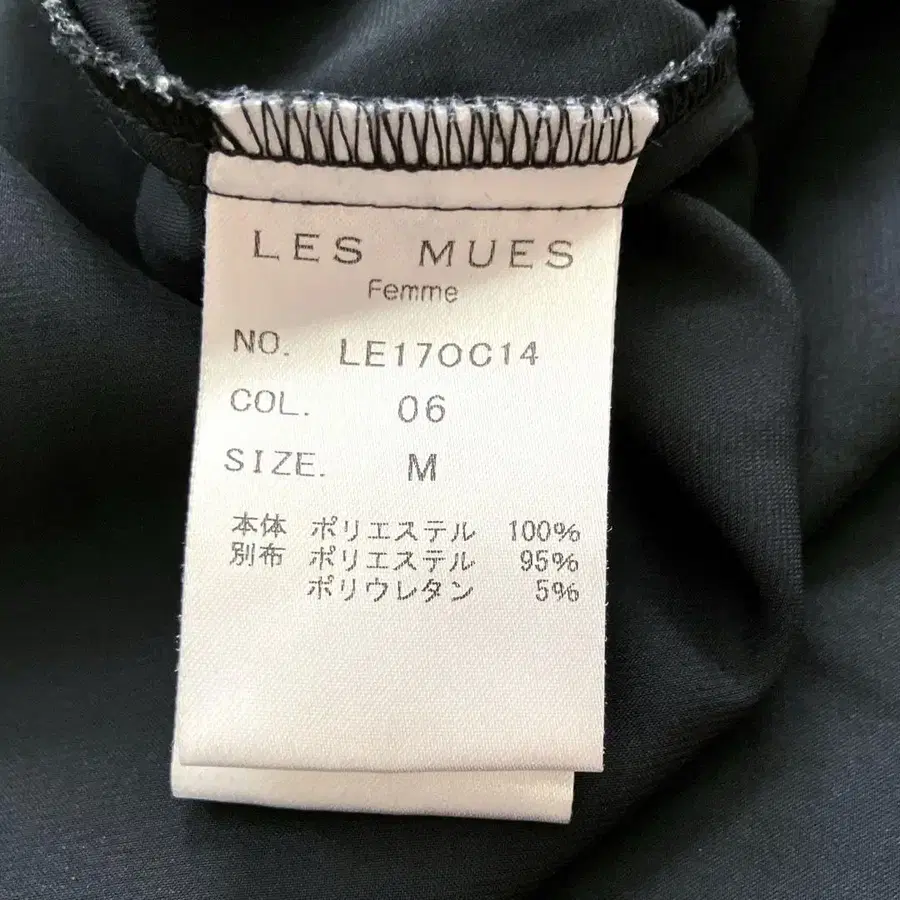 LES MUES
Femme
NO. LE17OC14
COL. 06
SIZE. M
本体 ポリエステル 100%
別布 ポリエステル 95%
ポリウレタン 5%